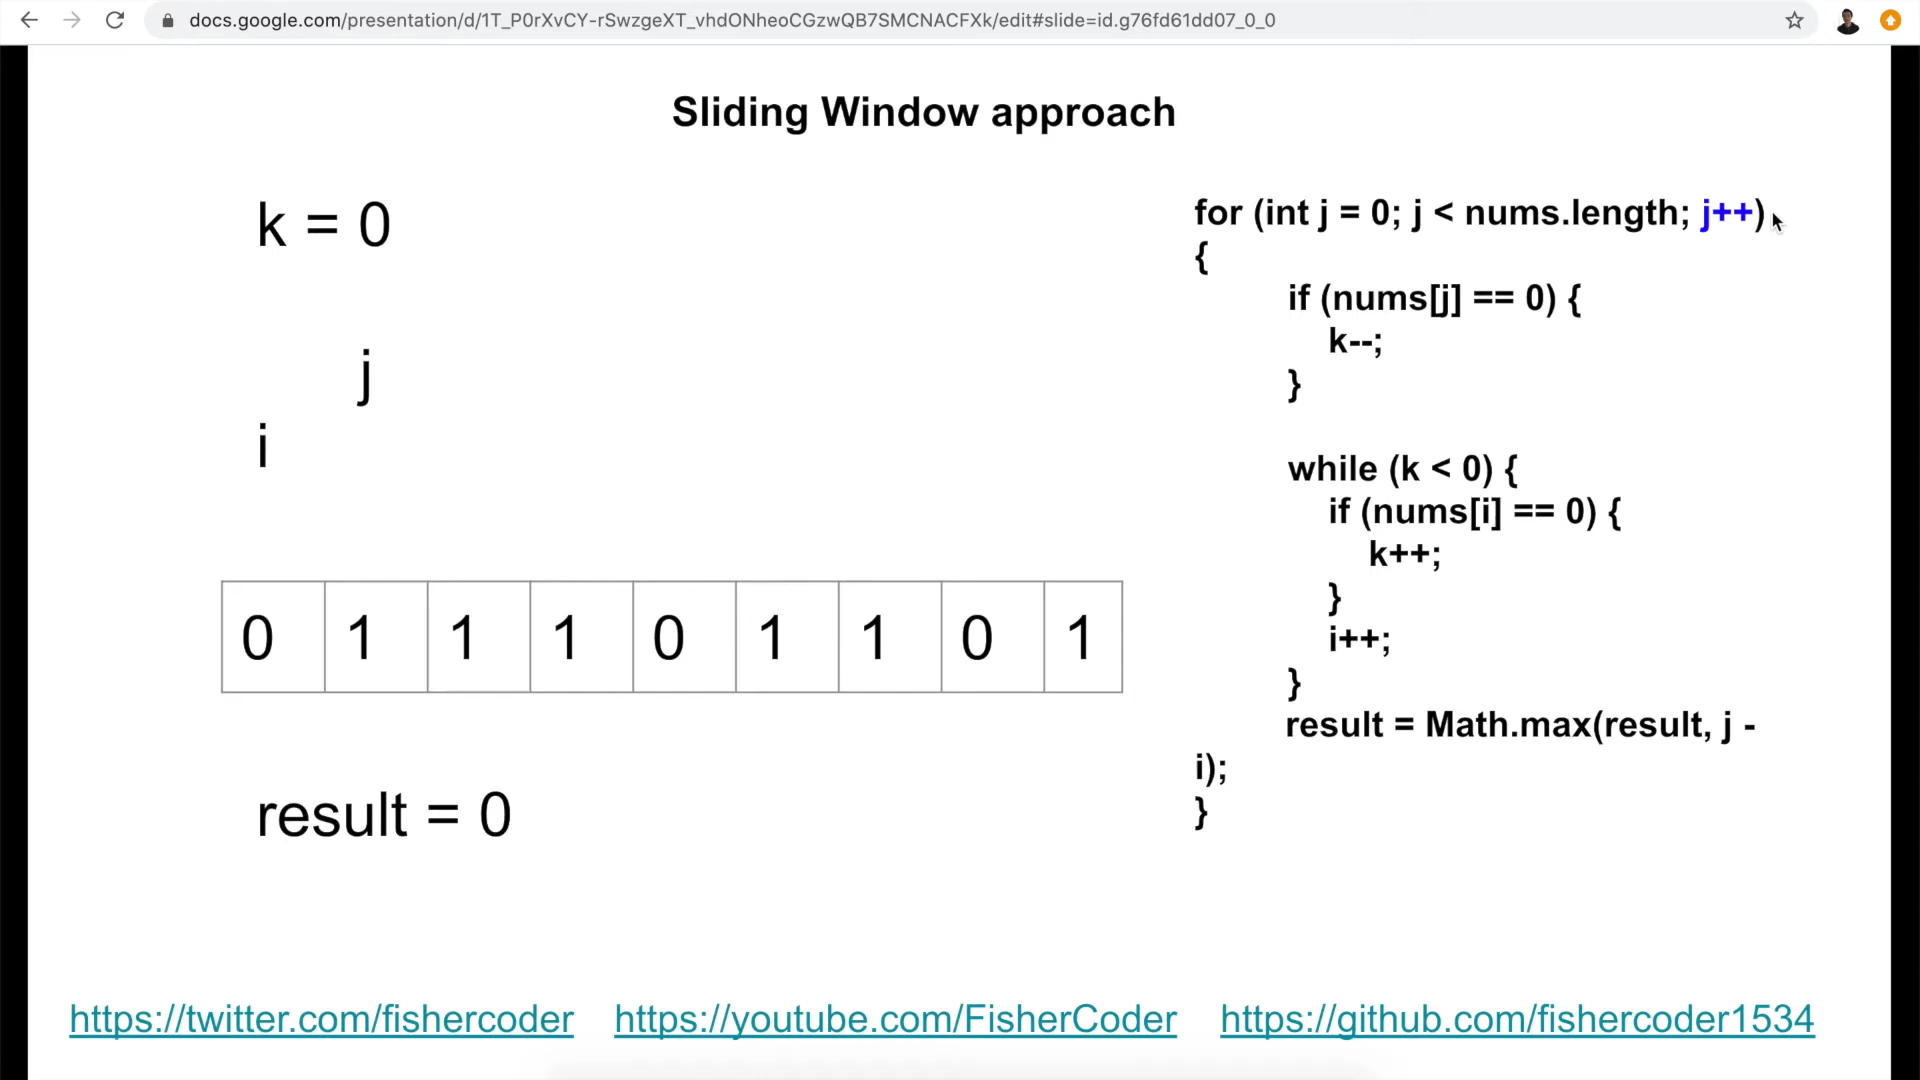 docs.google.com/presentation/d/1T_P0rXvCY-rSwzgeXT_vhdONheoCGzwQB7SMCNACFXk/edit#slide=id.g76fd61dd07_0_0
Sliding Window approach
k = 0
j
i
0 1 1 1 0 1 1 0 1
result = 0
for (int j = 0; j < nums.length; j++)
{
if (nums[j] == 0) {
k--;
}
while (k < 0) {
if (nums[i] == 0) {
k++;
}
i++;
}
result = Math.max(result, j -
i);
}
https://twitter.com/fishercoder https://youtube.com/FisherCoder https://github.com/fishercoder1534